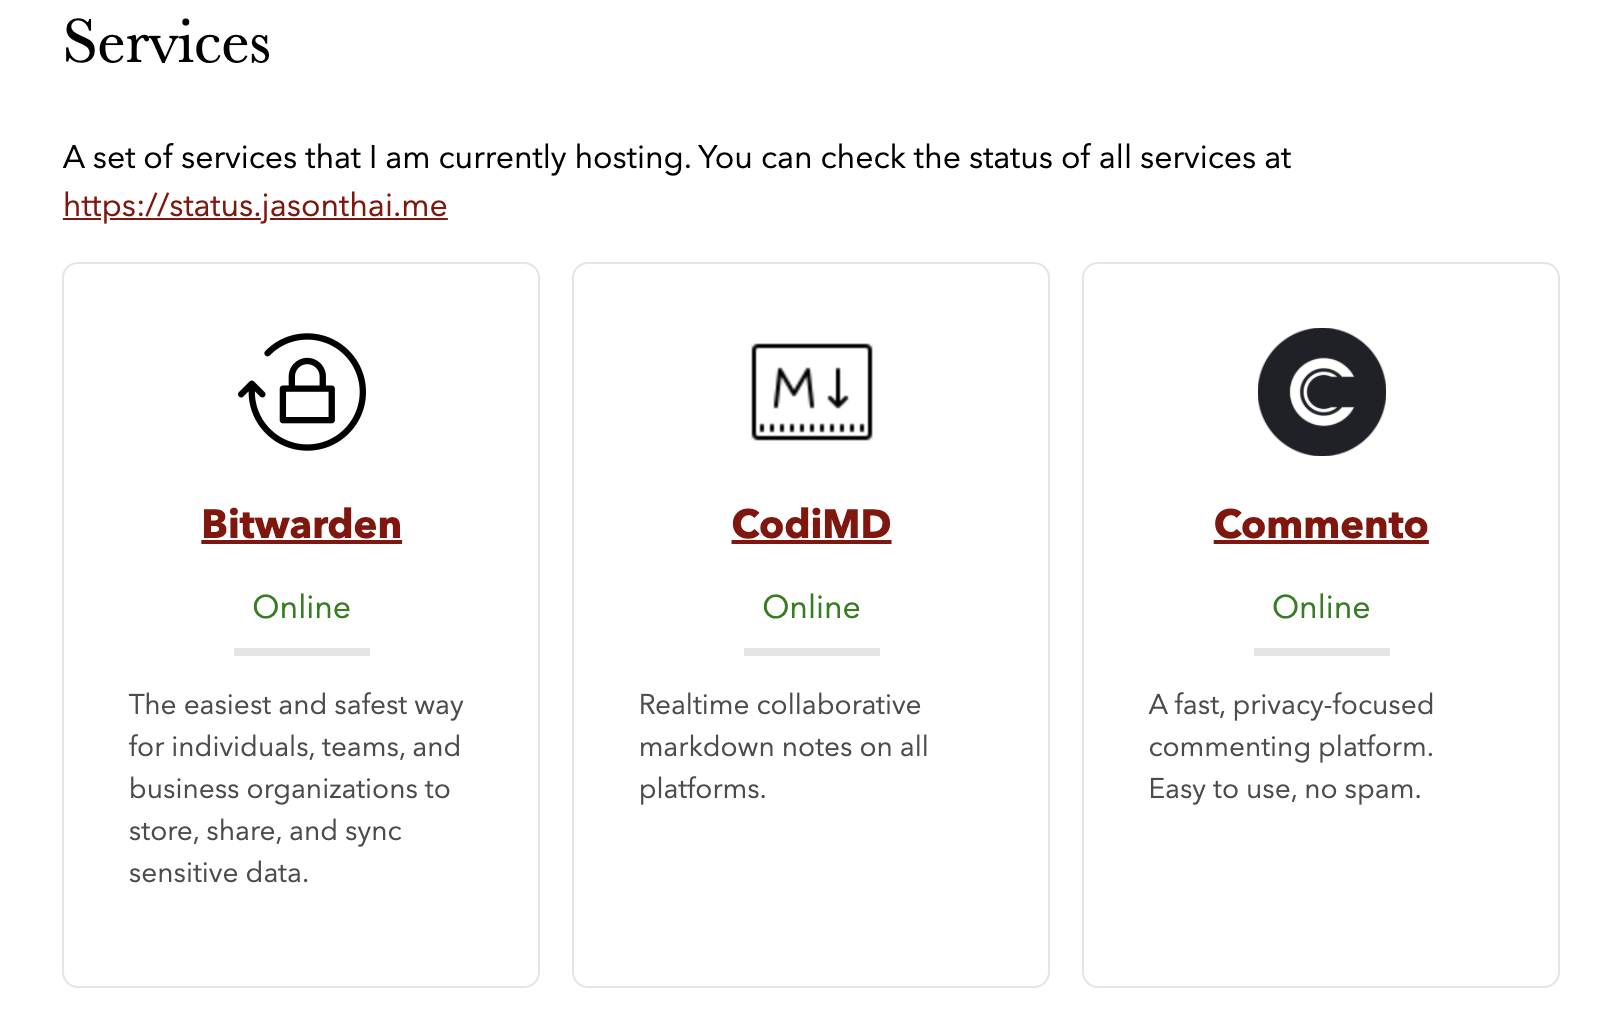 Services
A set of services that I am currently hosting. You can check the status of all services at
https://status.jasonthai.me
M↓
C
Bitwarden
CodiMD
Commento
Online
Online
Online
The easiest and safest way
for individuals, teams, and
business organizations to
store, share, and sync
sensitive data.
Realtime collaborative
markdown notes on all
platforms.
A fast, privacy-focused
commenting platform.
Easy to use, no spam.